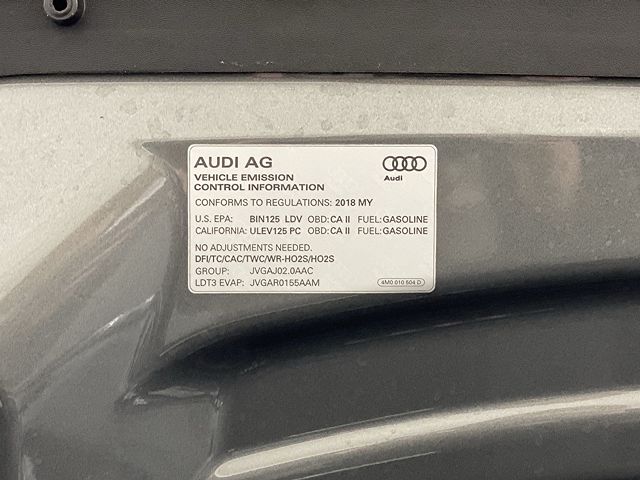 AUDI AG
Audi
VEHICLE EMISSION
CONTROL INFORMATION
CONFORMS TO REGULATIONS: 2018 MY
U.S. EPA: BIN125 LDV OBD: CA II FUEL: GASOLINE
CALIFORNIA: ULEV125 PC OBD: CA II FUEL: GASOLINE
NO ADJUSTMENTS NEEDED.
DFI/TC/CAC/TWC/WR-HO2S/HO2S
GROUP: JVGAJ02.0AAC
LDT3 EVAP: JVGAR0155AAM
4M0 010 504 D